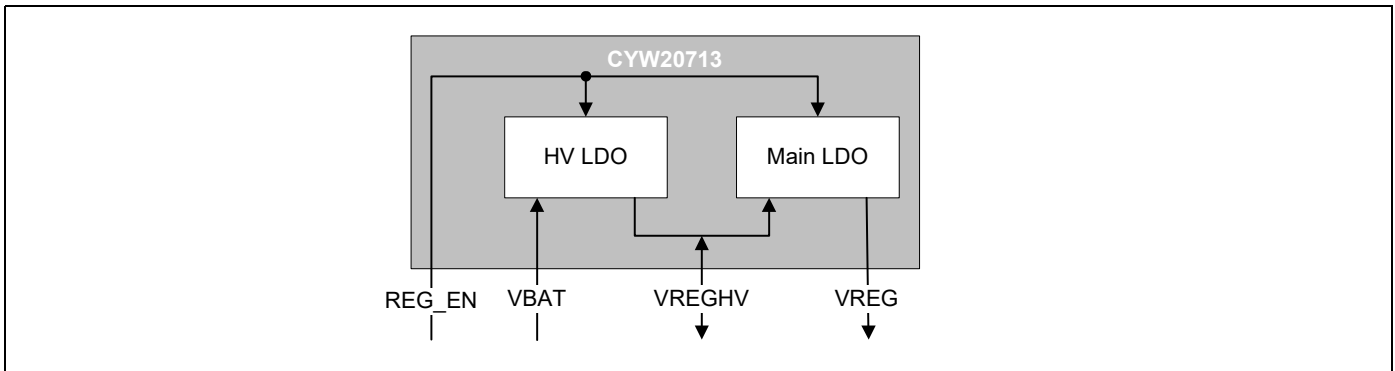 CYW20713
HV LDO
Main LDO
REG_EN
VBAT
VREGHV
VREG